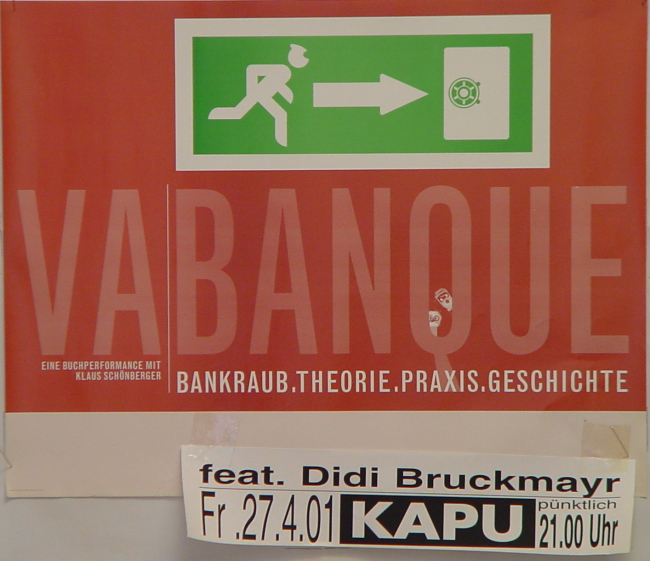 VABANQUE
EINE BUCHPERFORMANCE MIT
KLAUS SCHÖNBERGER
BANKRAUB.THEORIE.PRAXIS.GESCHICHTE
feat. Didi Bruckmayr
Fr .27.4.01 KAPU pünktlich
21.00 Uhr